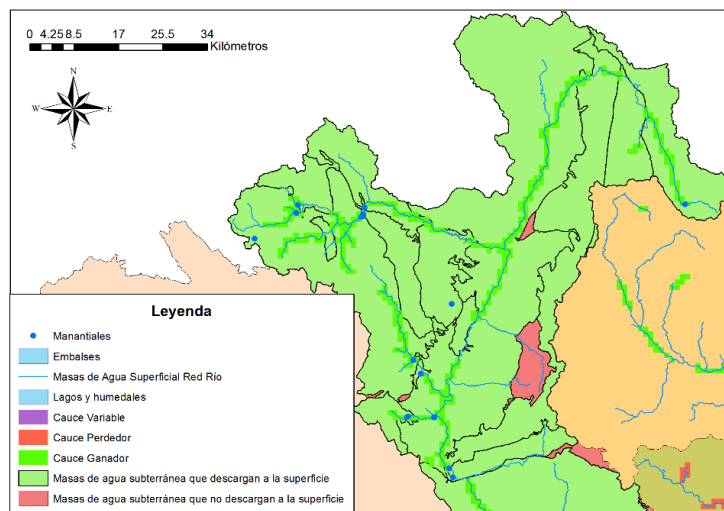 0 4.25 8.5 17 25.5 34
Kilómetros
N
W E
S
Leyenda
Manantiales
Embalses
Masas de Agua Superficial Red Río
Lagos y humedales
Cauce Variable
Cauce Perdedor
Cauce Ganador
Masas de agua subterránea que descargan a la superficie
Masas de agua subterránea que no descargan a la superficie